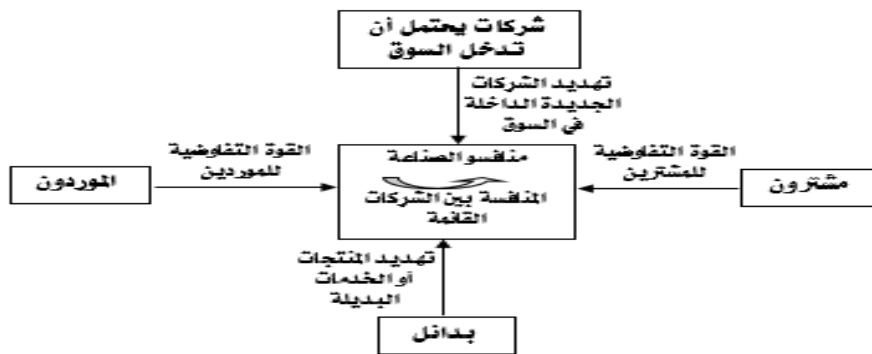 شركات يحتمل أن
تدخل السوق
تهديد الشركات
الجديدة الداخلة
في السوق
القوة التفاوضية
للمشترين
مشترون
منافسو الصناعة
المنافسة بين الشركات
القائمة
القوة التفاوضية
للموردين
الموردون
تهديد المنتجات
أو الخدمات
البديلة
بدائل